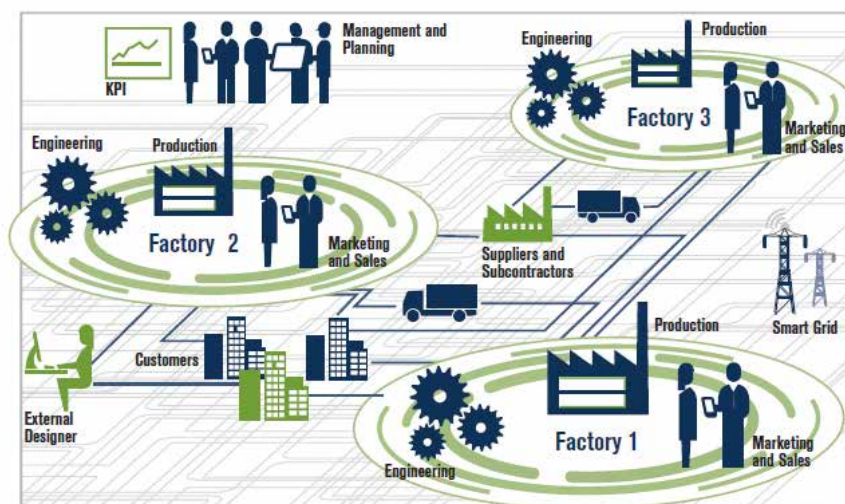 Management and
Planning
KPI
Engineering
Production
Factory 3
Marketing
and Sales
Engineering
Production
Factory 2
Marketing
and Sales
Suppliers and
Subcontractors
Smart Grid
Customers
External
Designer
Production
Engineering
Factory 1
Marketing
and Sales